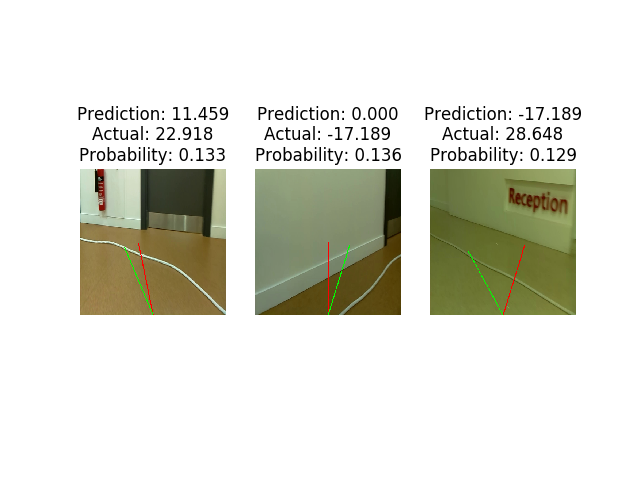 Prediction: 11.459
Actual: 22.918
Probability: 0.133
Prediction: 0.000
Actual: -17.189
Probability: 0.136
Prediction: -17.189
Actual: 28.648
Probability: 0.129
Reception